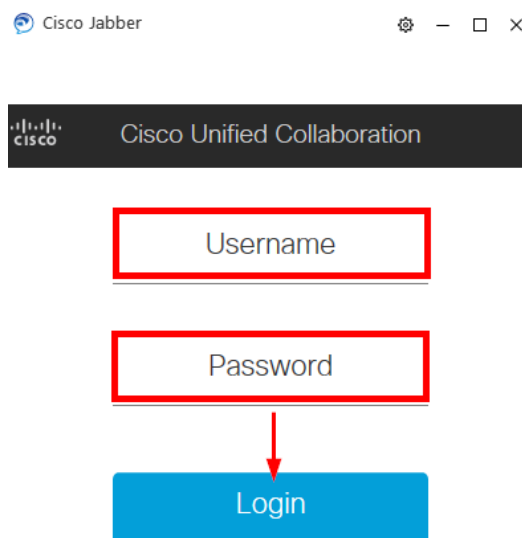 Cisco Jabber
CISCO
Cisco Unified Collaboration
Username
Password
Login